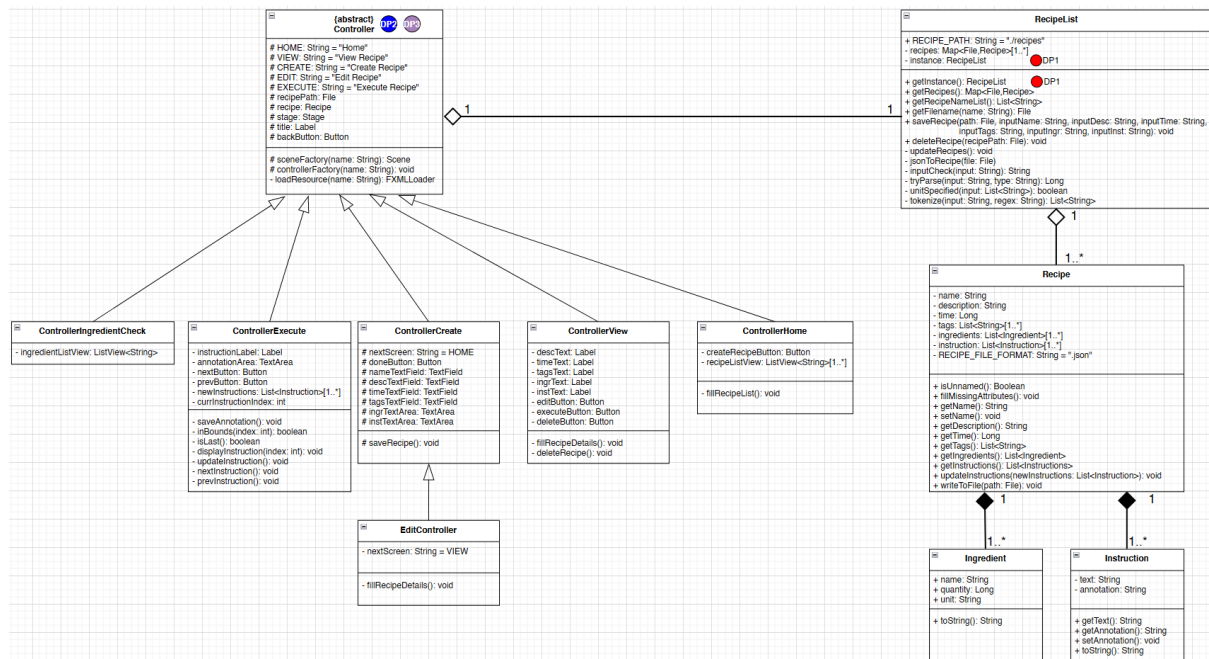 {abstract}
Controller
DP2
DP3
# HOME: String = "Home"
# VIEW: String = "View Recipe"
# CREATE: String = "Create Recipe"
# EDIT: String = "Edit Recipe"
# EXECUTE: String = "Execute Recipe"
# recipePath: File
# recipe: Recipe
# stage: Stage
# title: Label
# backButton: Button
# sceneFactory(name: String): Scene
# controllerFactory(name: String): void
- loadResource(name: String): FXMLLoader
1
1
RecipeList
+ RECIPE_PATH: String = "./recipes"
- recipes: Map<File,Recipe>[1..*]
- instance: RecipeList
DP1
+ getInstance(): RecipeList
DP1
+ getRecipes(): Map<File,Recipe>
+ getRecipeNameList(): List<String>
+ getFilename(name: String): File
+ saveRecipe(path: File, inputName: String, inputDesc: String, inputTime: String,
inputTags: String, inputIngr: String, inputInst: String): void
+ deleteRecipe(recipePath: File): void
- updateRecipes(): void
- jsonToRecipe(file: File)
- inputCheck(input: String): String
- tryParse(input: String, type: String): Long
- unitSpecified(input: List<String>): boolean
- tokenize(input: String, regex: String): List<String>
1
1..*
Recipe
- name: String
- description: String
- time: Long
- tags: List<String>[1..*]
- ingredients: List<Ingredient>[1..*]
- instruction: List<Instruction>[1..*]
- RECIPE_FILE_FORMAT: String = ".json"
+ isUnnamed(): Boolean
+ fillMissingAttributes(): void
+ getName(): String
+ setName(): void
+ getDescription(): String
+ getTime(): Long
+ getTags(): List<String>
+ getIngredients(): List<Ingredient>
+ getInstructions(): List<Instructions>
+ updateInstructions(newInstructions: List<Instruction>): void
+ writeToFile(path: File): void
1
1
1..*
1..*
Ingredient
+ name: String
+ quantity: Long
+ unit: String
+ toString(): String
Instruction
- text: String
- annotation: String
+ getText(): String
+ getAnnotation(): String
+ setAnnotation(): void
+ toString(): String
ControllerIngredientCheck
- ingredientListView: ListView<String>
ControllerExecute
- instructionLabel: Label
- annotationArea: TextArea
- nextButton: Button
- prevButton: Button
- newInstructions: List<Instruction>[1..*]
- currInstructionIndex: int
- saveAnnotation(): void
- inBounds(index: int): boolean
- isLast(): boolean
- displayInstruction(index: int): void
- updateInstruction(): void
- nextInstruction(): void
- prevInstruction(): void
ControllerCreate
# nextScreen: String = HOME
# doneButton: Button
# nameTextField: TextField
# descTextField: TextField
# timeTextField: TextField
# tagsTextField: TextField
# ingrTextArea: TextArea
# instTextArea: TextArea
# saveRecipe(): void
EditController
- nextScreen: String = VIEW
- fillRecipeDetails(): void
ControllerView
- descText: Label
- timeText: Label
- tagsText: Label
- ingrText: Label
- instText: Label
- editButton: Button
- executeButton: Button
- deleteButton: Button
- fillRecipeDetails(): void
- deleteRecipe(): void
ControllerHome
- createRecipeButton: Button
- recipeListView: ListView<String>[1..*]
- fillRecipeList(): void